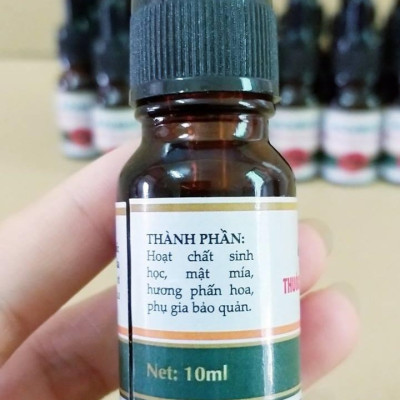 THÀNH PHẦN:
Hoạt chất sinh
học, mật mía,
hương phấn hoa,
phụ gia bảo quản.
Net: 10ml